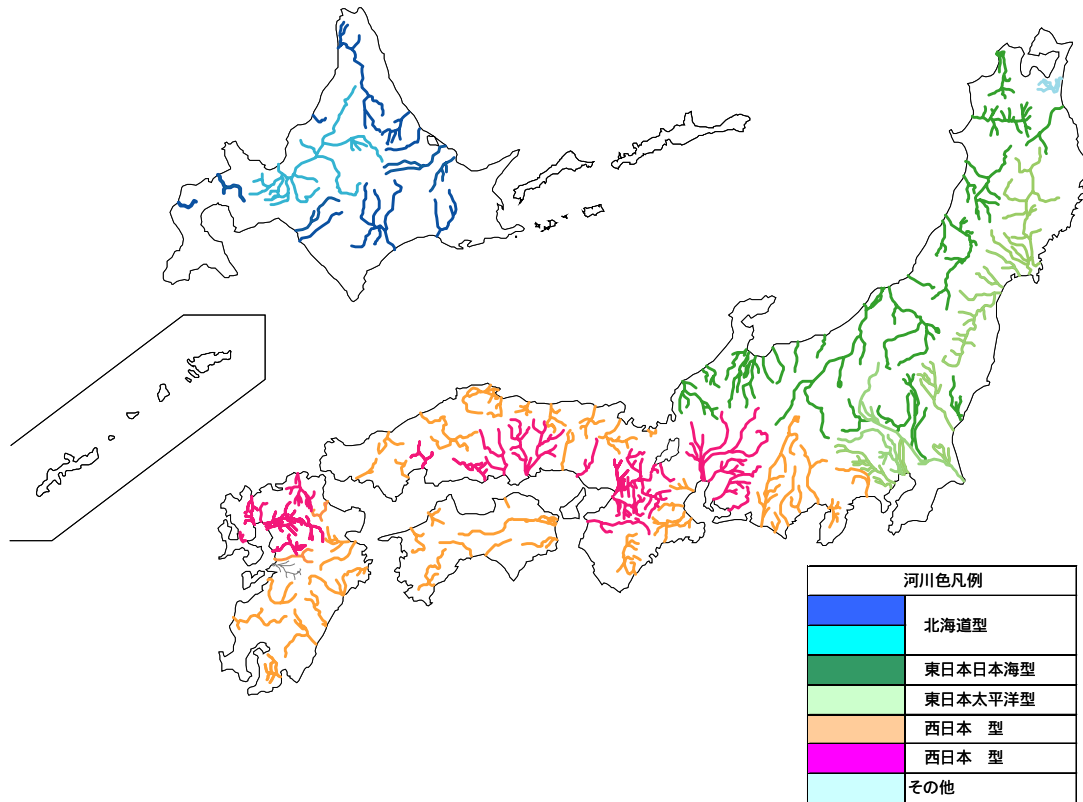 河川色凡例
北海道型
東日本日本海型
東日本太平洋型
西日本　型
西日本　型
その他